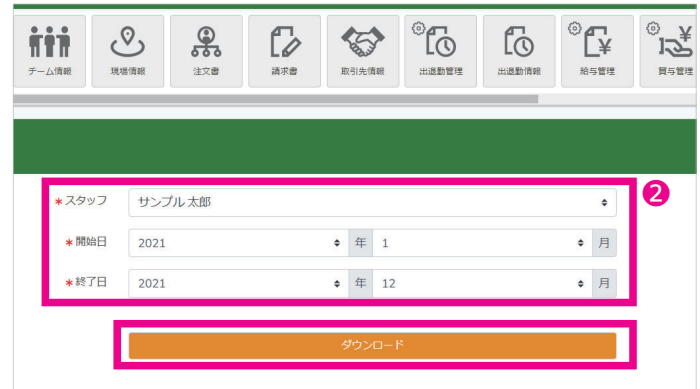 チーム情報 現場情報 注文書 請求書 取引先情報 出退勤管理 出退勤情報 給与管理 賞与管理
2
*スタッフ サンプル 太郎
*開始日 2021 年 1 月
*終了日 2021 年 12 月
ダウンロード